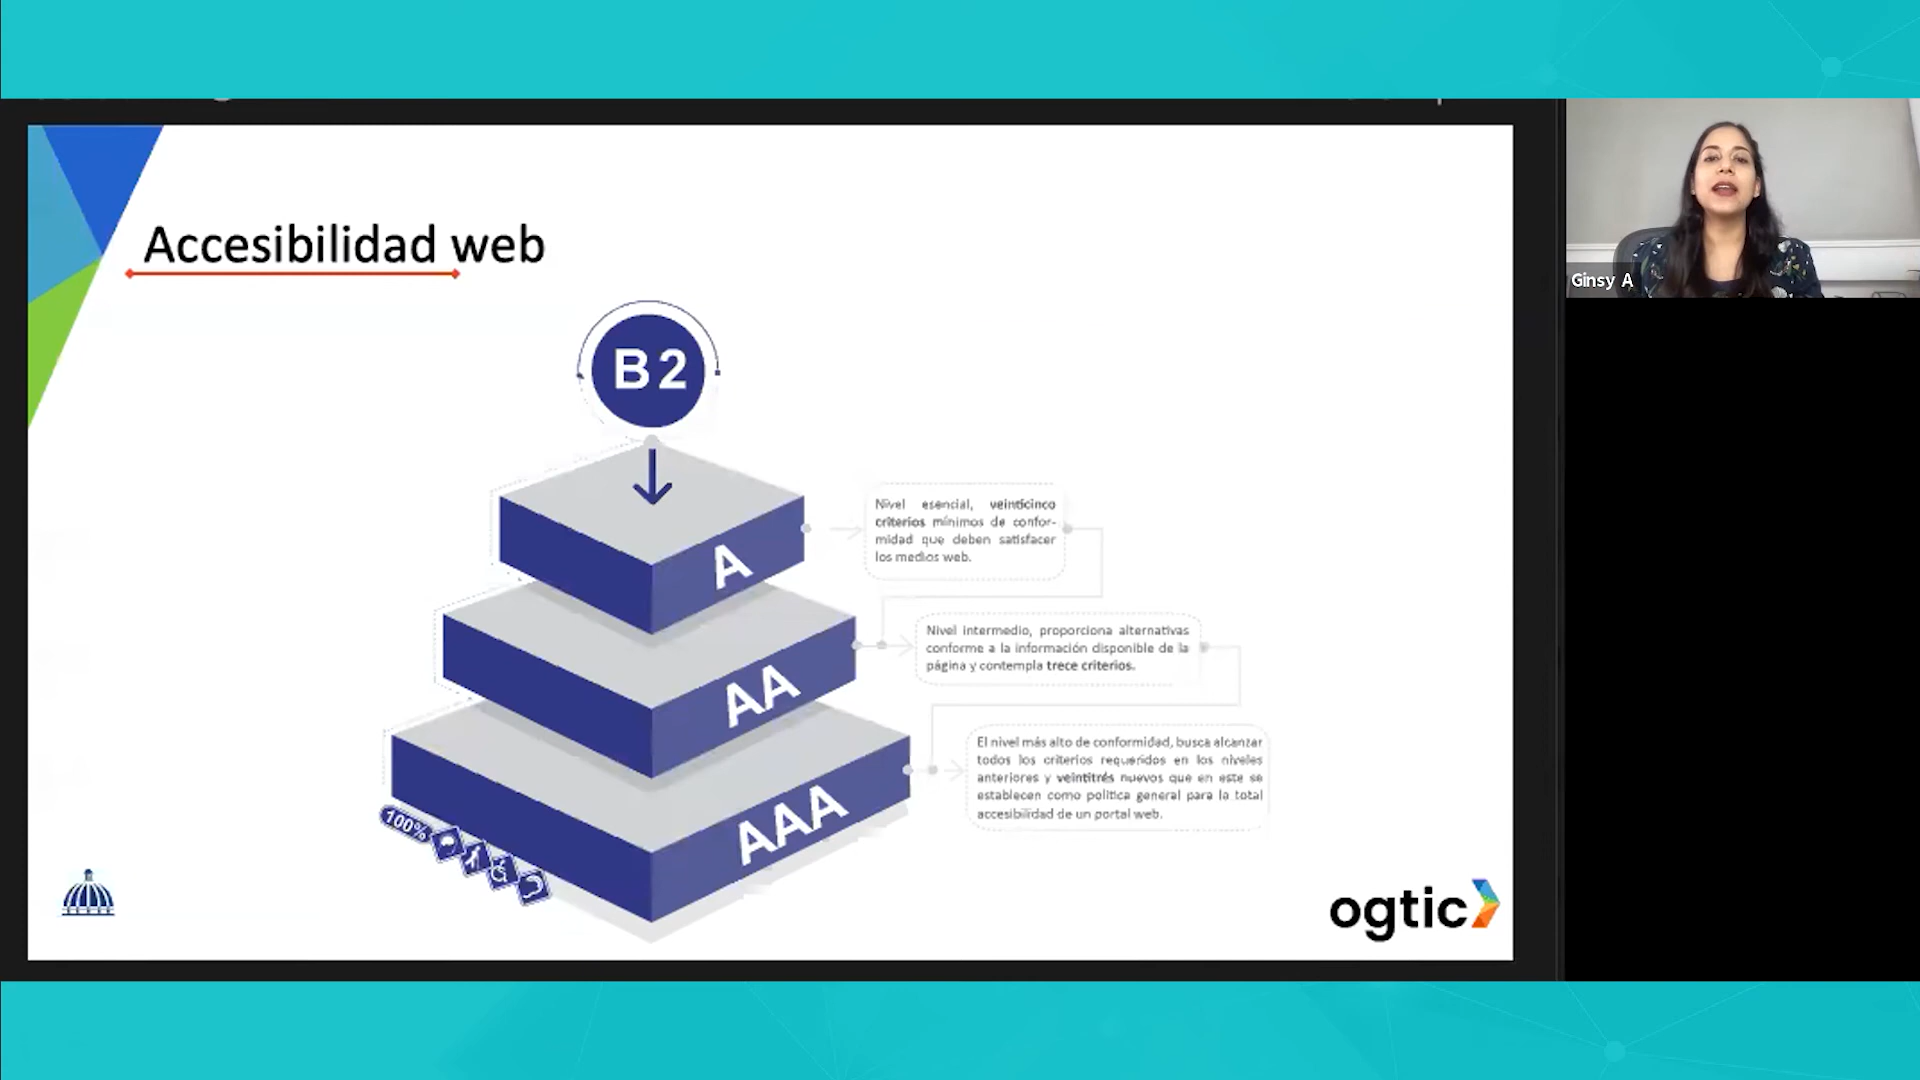 Accesibilidad web
B2
A
Nivel esencial, veinticinco
criterios mínimos de confor-
midad que deben satisfacer
los medios web.
AA
Nivel intermedio, proporciona alternativas
conforme a la información disponible de la
página y contempla trece criterios.
AAA
El nivel más alto de conformidad, busca alcanzar
todos los criterios requeridos en los niveles
anteriores y veintitrés nuevos que en este se
establecen como política general para la total
accesibilidad de un portal web.
100%
ogtic
Ginsy A